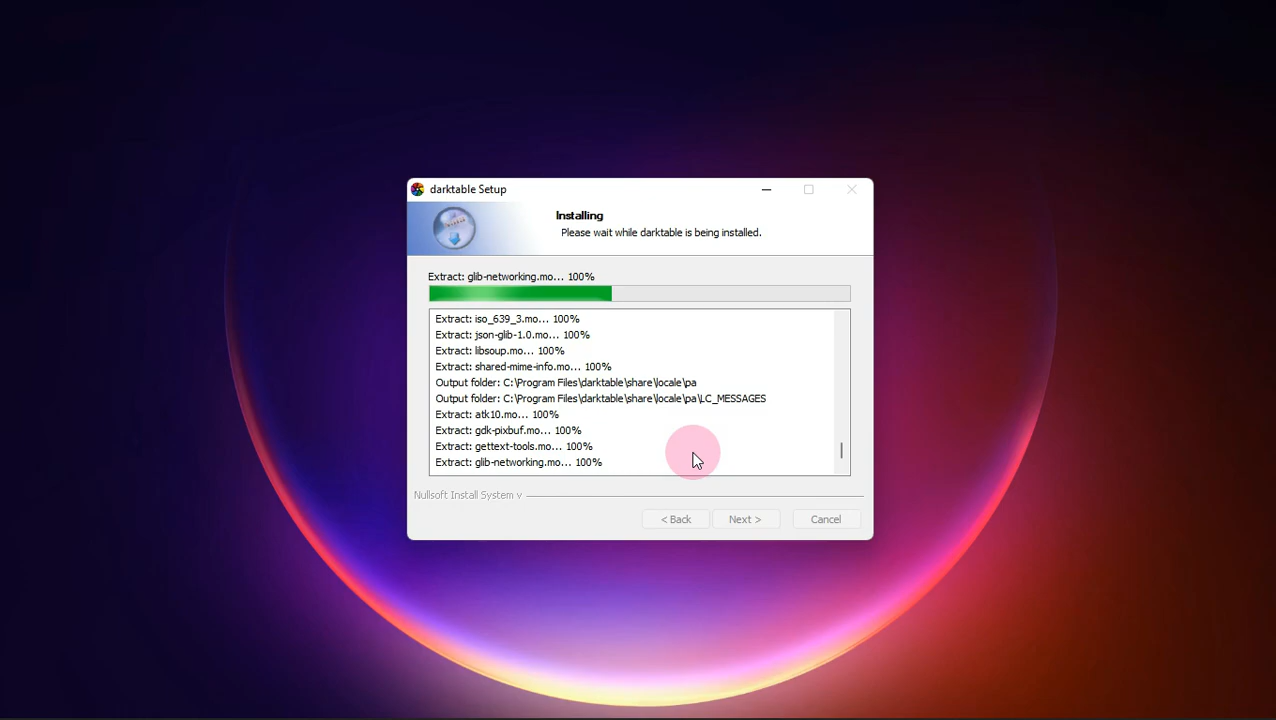 darktable Setup
Installing
Please wait while darktable is being installed.
Extract: glib-networking.mo... 100%
Extract: iso_639_3.mo... 100%
Extract: json-glib-1.0.mo... 100%
Extract: libsoup.mo... 100%
Extract: shared-mime-info.mo... 100%
Output folder: C:\Program Files\darktable\share\locale\pa
Output folder: C:\Program Files\darktable\share\locale\pa\LC_MESSAGES
Extract: atk10.mo... 100%
Extract: gdk-pixbuf.mo... 100%
Extract: gettext-tools.mo... 100%
Extract: glib-networking.mo... 100%
Nullsoft Install System v
< Back Next > Cancel